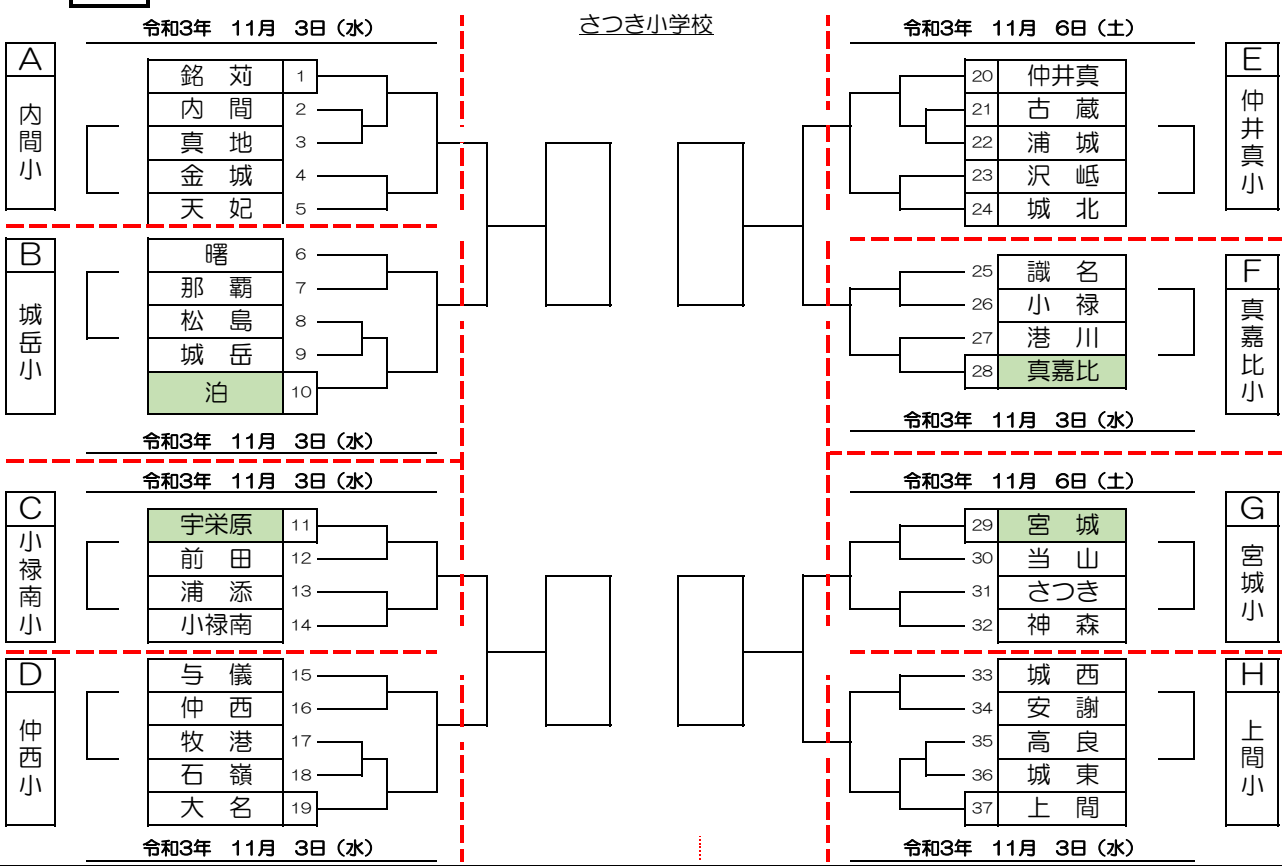 さつき小学校
令和3年 11月 3日（水）
A
内間小
銘 苅 1
内 間 2
真 地 3
金 城 4
天 妃 5
B
城岳小
曙 6
那 覇 7
松 島 8
城 岳 9
泊 10
令和3年 11月 3日（水）
令和3年 11月 3日（水）
C
小禄南小
宇栄原 11
前 田 12
浦 添 13
小禄南 14
D
仲西小
与 儀 15
仲 西 16
牧 港 17
石 嶺 18
大 名 19
令和3年 11月 3日（水）
令和3年 11月 6日（土）
E
仲井真小
20 仲井真
21 古 蔵
22 浦 城
23 沢 岻
24 城 北
F
真嘉比小
25 識 名
26 小 禄
27 港 川
28 真嘉比
令和3年 11月 3日（水）
令和3年 11月 6日（土）
G
宮城小
29 宮 城
30 当 山
31 さつき
32 神 森
H
上間小
33 城 西
34 安 謝
35 高 良
36 城 東
37 上 間
令和3年 11月 3日（水）